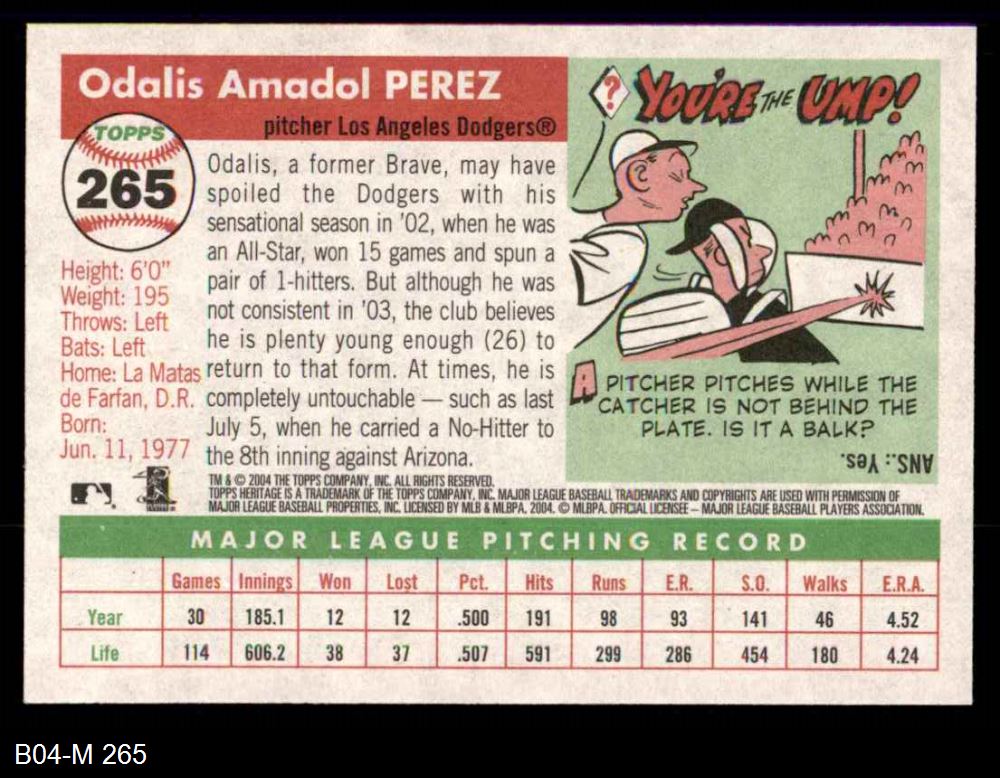 Odalis Amadol PEREZ
pitcher Los Angeles Dodgers®
TOPPS
265
Height: 6'0"
Weight: 195
Throws: Left
Bats: Left
Home: La Matas
de Farfan, D.R.
Born:
Jun. 11, 1977
Odalis, a former Brave, may have
spoiled the Dodgers with his
sensational season in '02, when he was
an All-Star, won 15 games and spun a
pair of 1-hitters. But although he was
not consistent in '03, the club believes
he is plenty young enough (26) to
return to that form. At times, he is
completely untouchable — such as last
July 5, when he carried a No-Hitter to
the 8th inning against Arizona.
? YOU'RE THE UMP!
A PITCHER PITCHES WHILE THE
CATCHER IS NOT BEHIND THE
PLATE. IS IT A BALK?
ANS.: Yes.
TM & © 2004 THE TOPPS COMPANY, INC. ALL RIGHTS RESERVED.
TOPPS HERITAGE IS A TRADEMARK OF THE TOPPS COMPANY, INC. MAJOR LEAGUE BASEBALL TRADEMARKS AND COPYRIGHTS ARE USED WITH PERMISSION OF
MAJOR LEAGUE BASEBALL PROPERTIES, INC. LICENSED BY MLB & MLBPA. 2004. © MLBPA. OFFICIAL LICENSEE – MAJOR LEAGUE BASEBALL PLAYERS ASSOCIATION.
MAJOR LEAGUE PITCHING RECORD
Games Innings Won Lost Pct. Hits Runs E.R. S.O. Walks E.R.A.
Year 30 185.1 12 12 .500 191 98 93 141 46 4.52
Life 114 606.2 38 37 .507 591 299 286 454 180 4.24
B04-M 265